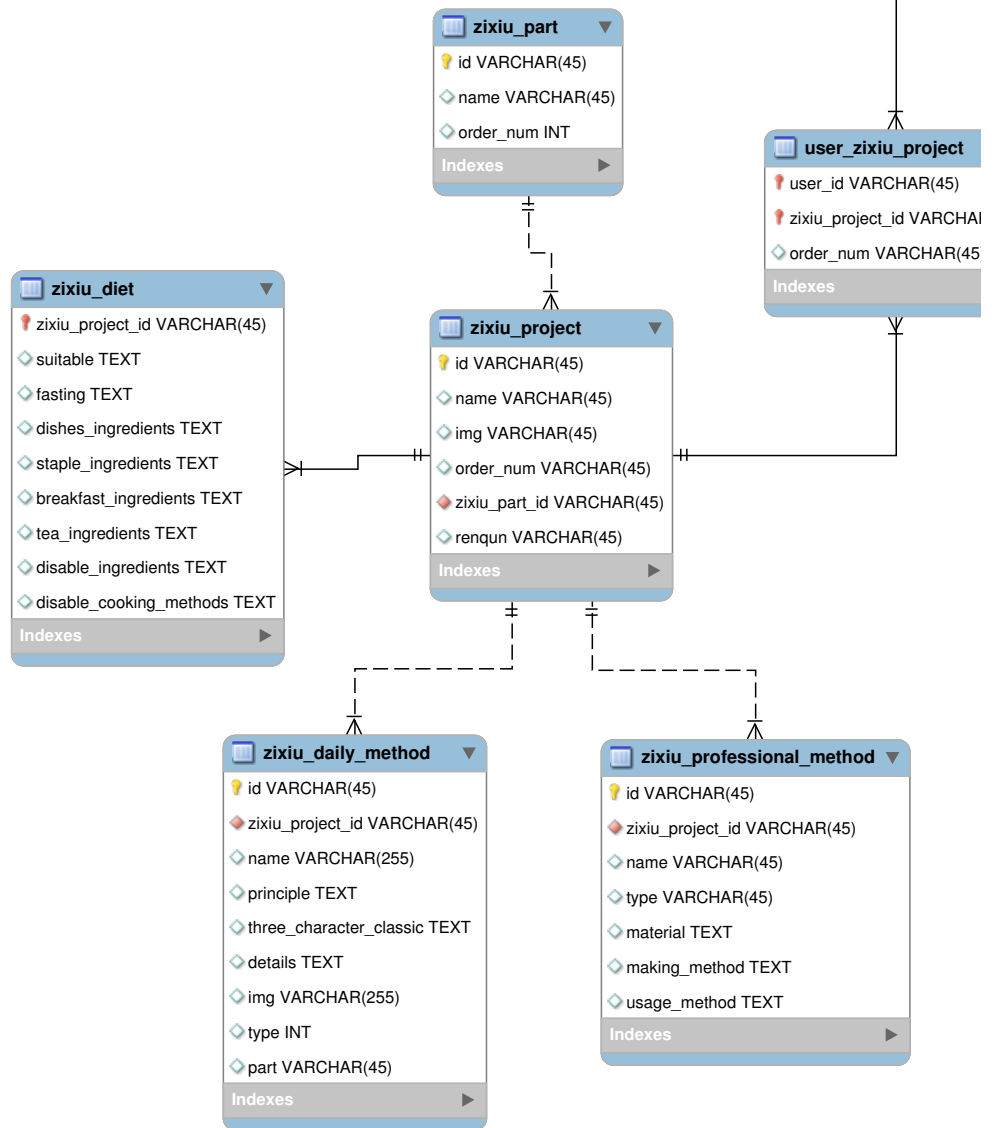 zixiu_part
id VARCHAR(45)
name VARCHAR(45)
order_num INT
Indexes
user_zixiu_project
user_id VARCHAR(45)
zixiu_project_id VARCHAR
order_num VARCHAR(45)
Indexes
zixiu_diet
zixiu_project_id VARCHAR(45)
suitable TEXT
fasting TEXT
dishes_ingredients TEXT
staple_ingredients TEXT
breakfast_ingredients TEXT
tea_ingredients TEXT
disable_ingredients TEXT
disable_cooking_methods TEXT
Indexes
zixiu_project
id VARCHAR(45)
name VARCHAR(45)
img VARCHAR(45)
order_num VARCHAR(45)
zixiu_part_id VARCHAR(45)
renqun VARCHAR(45)
Indexes
zixiu_daily_method
id VARCHAR(45)
zixiu_project_id VARCHAR(45)
name VARCHAR(255)
principle TEXT
three_character_classic TEXT
details TEXT
img VARCHAR(255)
type INT
part VARCHAR(45)
Indexes
zixiu_professional_method
id VARCHAR(45)
zixiu_project_id VARCHAR(45)
name VARCHAR(45)
type VARCHAR(45)
material TEXT
making_method TEXT
usage_method TEXT
Indexes